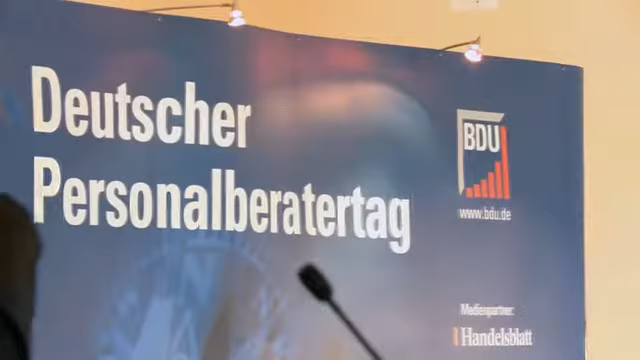 Deutscher
Personalberatertag
BDU
www.bdu.de
Medienpartner:
Handelsblatt